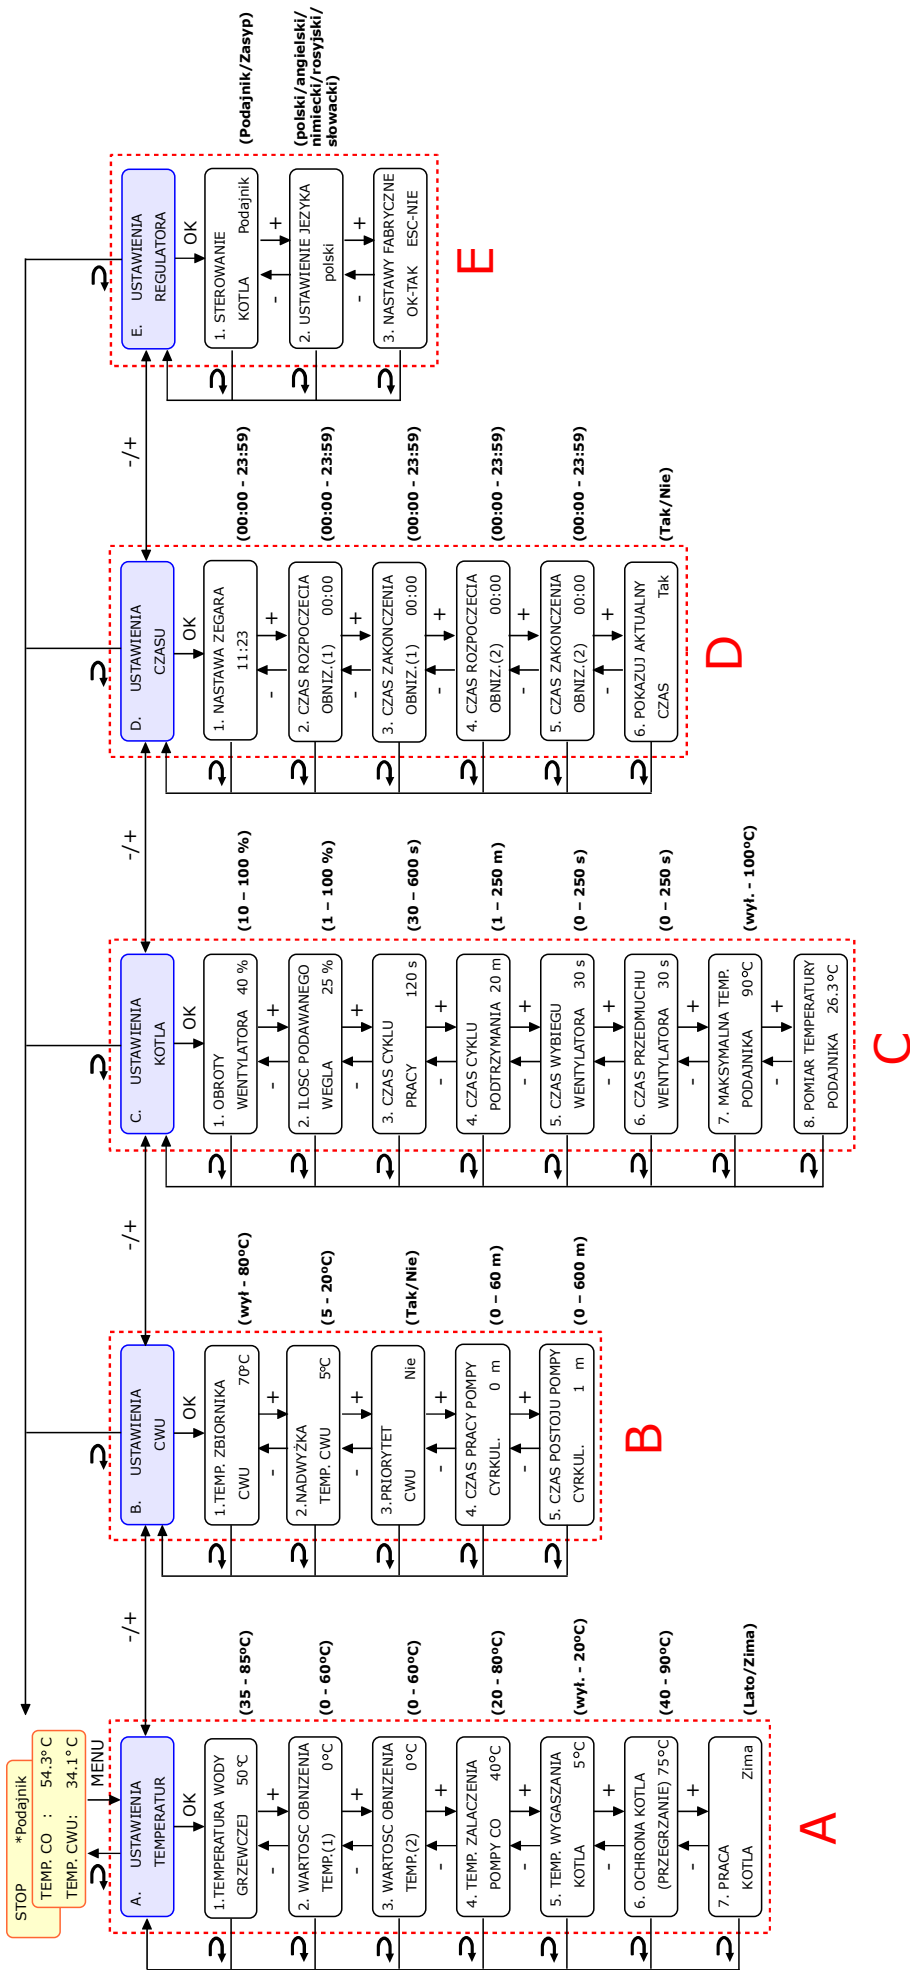 STOP *Podajnik
TEMP. CO : 54.3°C
TEMP. CWU: 34.1°C
MENU
A. USTAWIENIA
TEMPERATUR
OK
1.TEMPERATURA WODY
GRZEWCZEJ 50°C
(35 - 85ºC)
- +
2. WARTOSC OBNIZENIA
TEMP.(1) 0°C
(0 - 60ºC)
- +
3. WARTOSC OBNIZENIA
TEMP.(2) 0°C
(0 - 60ºC)
- +
4. TEMP. ZALACZENIA
POMPY CO 40°C
(20 - 80ºC)
- +
5. TEMP. WYGASZANIA
KOTLA 5°C
(wył. - 20ºC)
- +
6. OCHRONA KOTLA
(PRZEGRZANIE) 75°C
(40 - 90ºC)
- +
7. PRACA
KOTLA Zima
(Lato/Zima)
A
-/+
B. USTAWIENIA
CWU
OK
1.TEMP. ZBIORNIKA
CWU 70°C
(wył - 80ºC)
- +
2.NADWYŻKA
TEMP. CWU 5°C
(5 - 20ºC)
- +
3.PRIORYTET
CWU Nie
(Tak/Nie)
- +
4. CZAS PRACY POMPY
CYRKUL. 0 m
(0 – 60 m)
- +
5. CZAS POSTOJU POMPY
CYRKUL. 1 m
(0 – 600 m)
B
-/+
C. USTAWIENIA
KOTLA
OK
1. OBROTY
WENTYLATORA 40 %
(10 – 100 %)
- +
2. ILOSC PODAWANEGO
WEGLA 25 %
(1 – 100 %)
- +
3. CZAS CYKLU
PRACY 120 s
(30 – 600 s)
- +
4. CZAS CYKLU
PODTRZYMANIA 20 m
(1 – 250 m)
- +
5. CZAS WYBIEGU
WENTYLATORA 30 s
(0 – 250 s)
- +
6. CZAS PRZEDMUCHU
WENTYLATORA 30 s
(0 – 250 s)
- +
7. MAKSYMALNA TEMP.
PODAJNIKA 90°C
(wył. - 100ºC)
- +
8. POMIAR TEMPERATURY
PODAJNIKA 26.3°C
C
-/+
D. USTAWIENIA
CZASU
OK
1. NASTAWA ZEGARA
11:23
(00:00 - 23:59)
- +
2. CZAS ROZPOCZECIA
OBNIZ.(1) 00:00
(00:00 - 23:59)
- +
3. CZAS ZAKONCZENIA
OBNIZ.(1) 00:00
(00:00 - 23:59)
- +
4. CZAS ROZPOCZECIA
OBNIZ.(2) 00:00
(00:00 - 23:59)
- +
5. CZAS ZAKONCZENIA
OBNIZ.(2) 00:00
(00:00 - 23:59)
- +
6. POKAZUJ AKTUALNY
CZAS Tak
(Tak/Nie)
D
-/+
E. USTAWIENIA
REGULATORA
OK
1. STEROWANIE
KOTLA Podajnik
(Podajnik/Zasyp)
- +
2. USTAWIENIE JEZYKA
polski
(polski/angielski/
nimiecki/rosyjski/
słowacki)
- +
3. NASTAWY FABRYCZNE
OK-TAK ESC-NIE
E